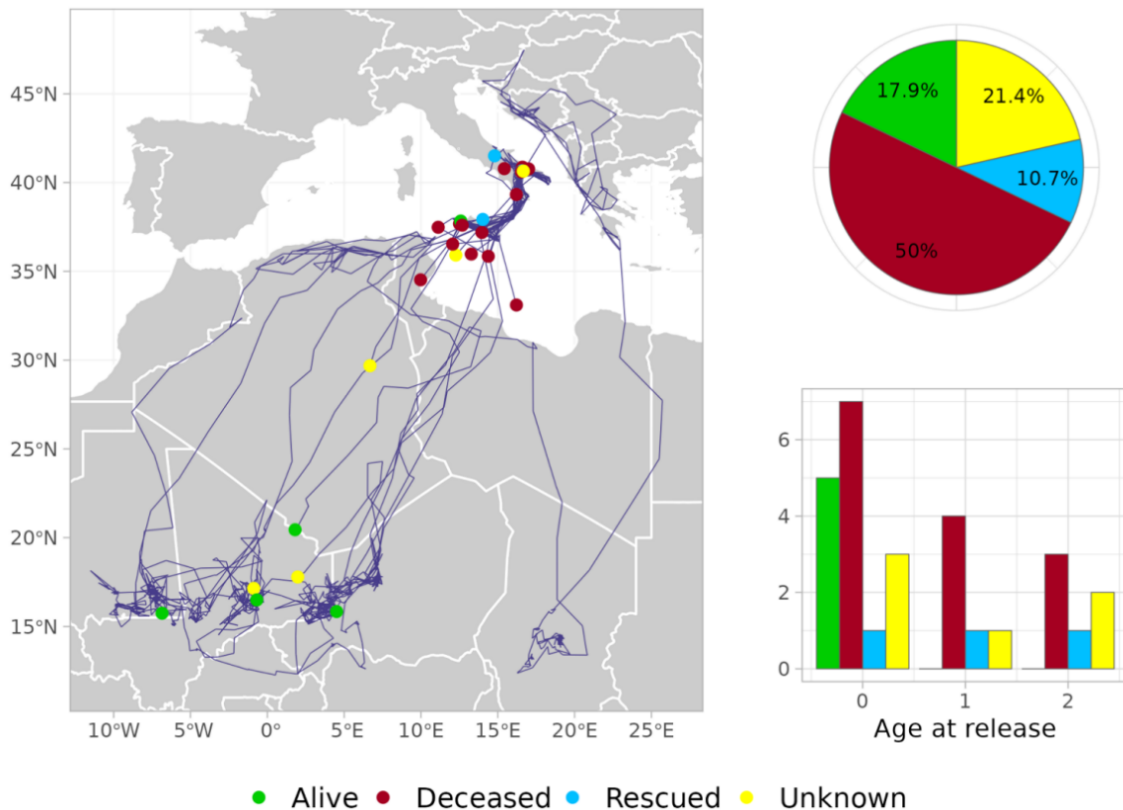 45°N
40°N
35°N
30°N
25°N
20°N
15°N
10°W 5°W 0° 5°E 10°E 15°E 20°E 25°E
17.9%
21.4%
10.7%
50%
6
4
2
0
0 1 2
Age at release
Alive Deceased Rescued Unknown